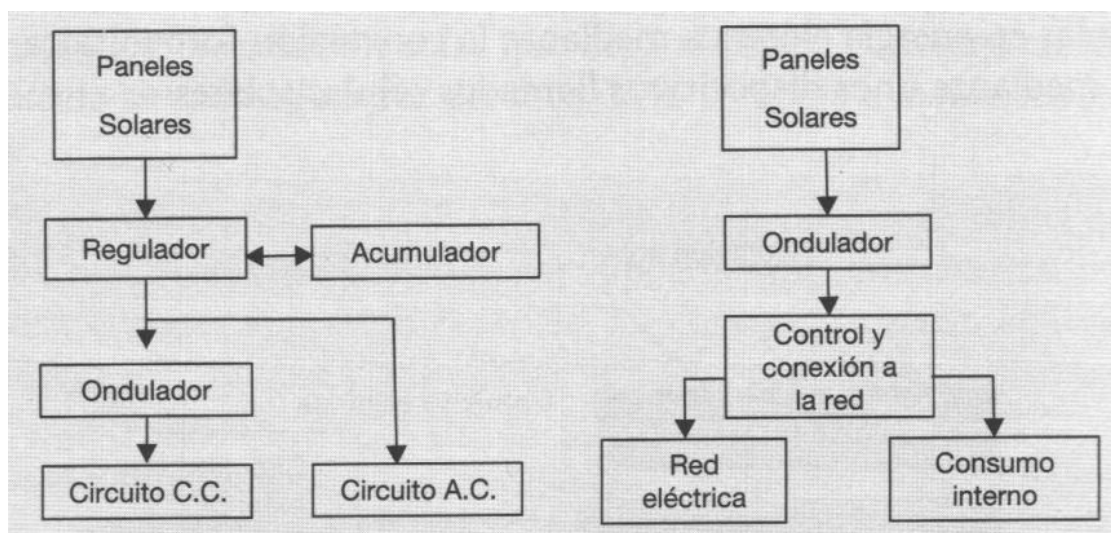 Paneles
Solares
Regulador
Acumulador
Ondulador
Circuito C.C.
Circuito A.C.
Paneles
Solares
Ondulador
Control y
conexión a
la red
Red
eléctrica
Consumo
interno